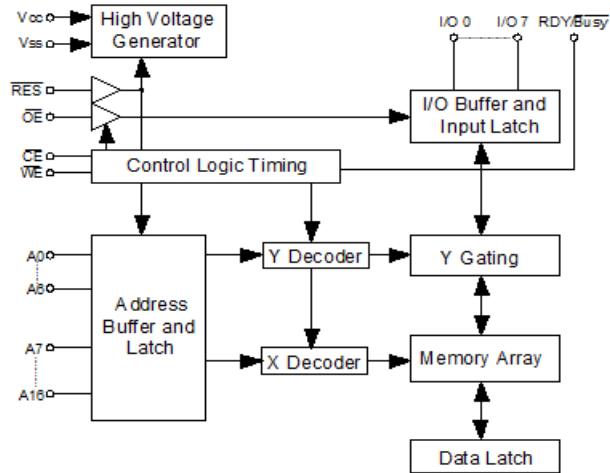 Vcc
Vss
High Voltage
Generator
I/O 0
I/O 7
RDY/Busy
RES
OE
I/O Buffer and
Input Latch
CE
WE
Control Logic Timing
A0
A6
A7
A16
Address
Buffer and
Latch
Y Decoder
X Decoder
Y Gating
Memory Array
Data Latch